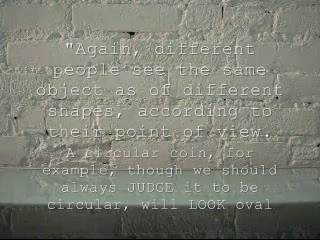 "Again, different
people see the same
object as of different
shapes, according to
their point of view.
A circular coin, for
example, though we should
always JUDGE it to be
circular, will LOOK oval